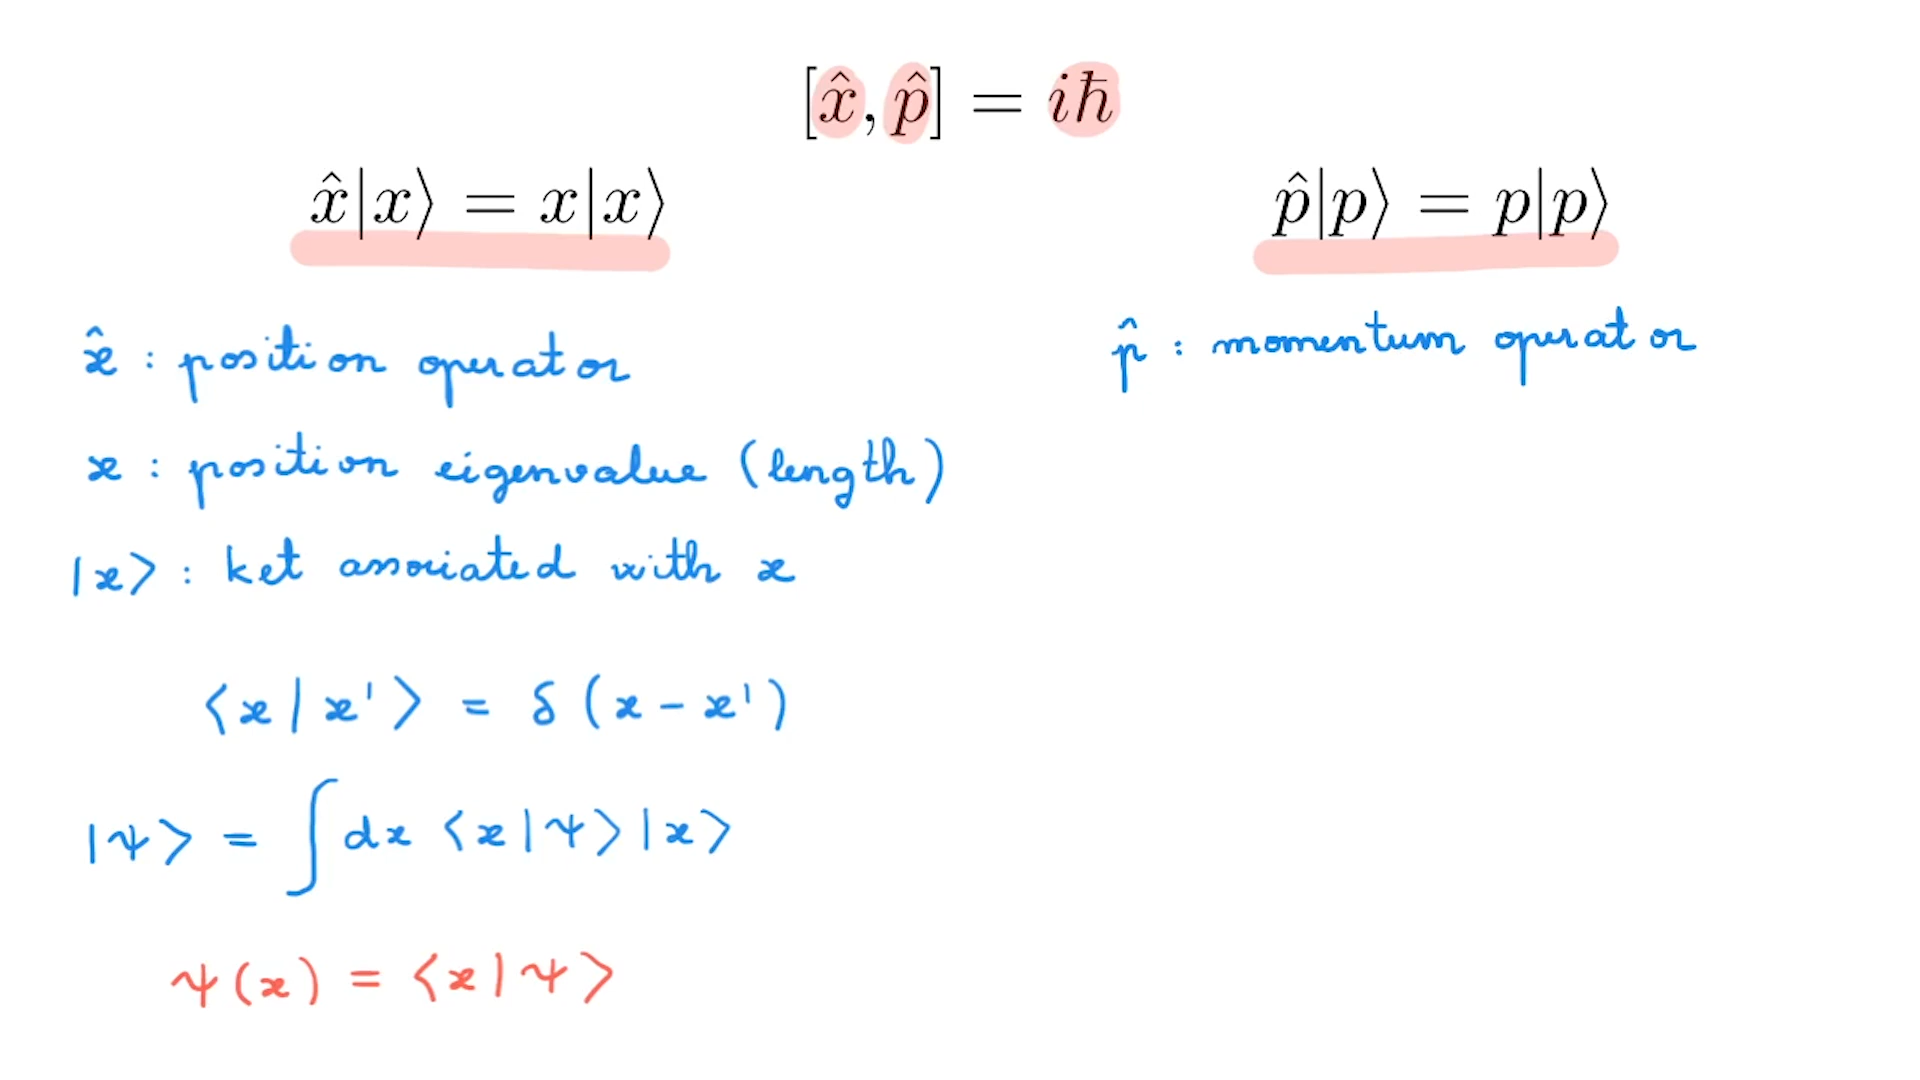 [x̂, p̂] = iħ
x̂|x⟩ = x|x⟩
p̂|p⟩ = p|p⟩
x̂ : position operator
x : position eigenvalue (length)
|x⟩ : ket associated with x
⟨x|x'⟩ = δ(x - x')
|ψ⟩ = ∫dx ⟨x|ψ⟩|x⟩
ψ(x) = ⟨x|ψ⟩
p̂ : momentum operator